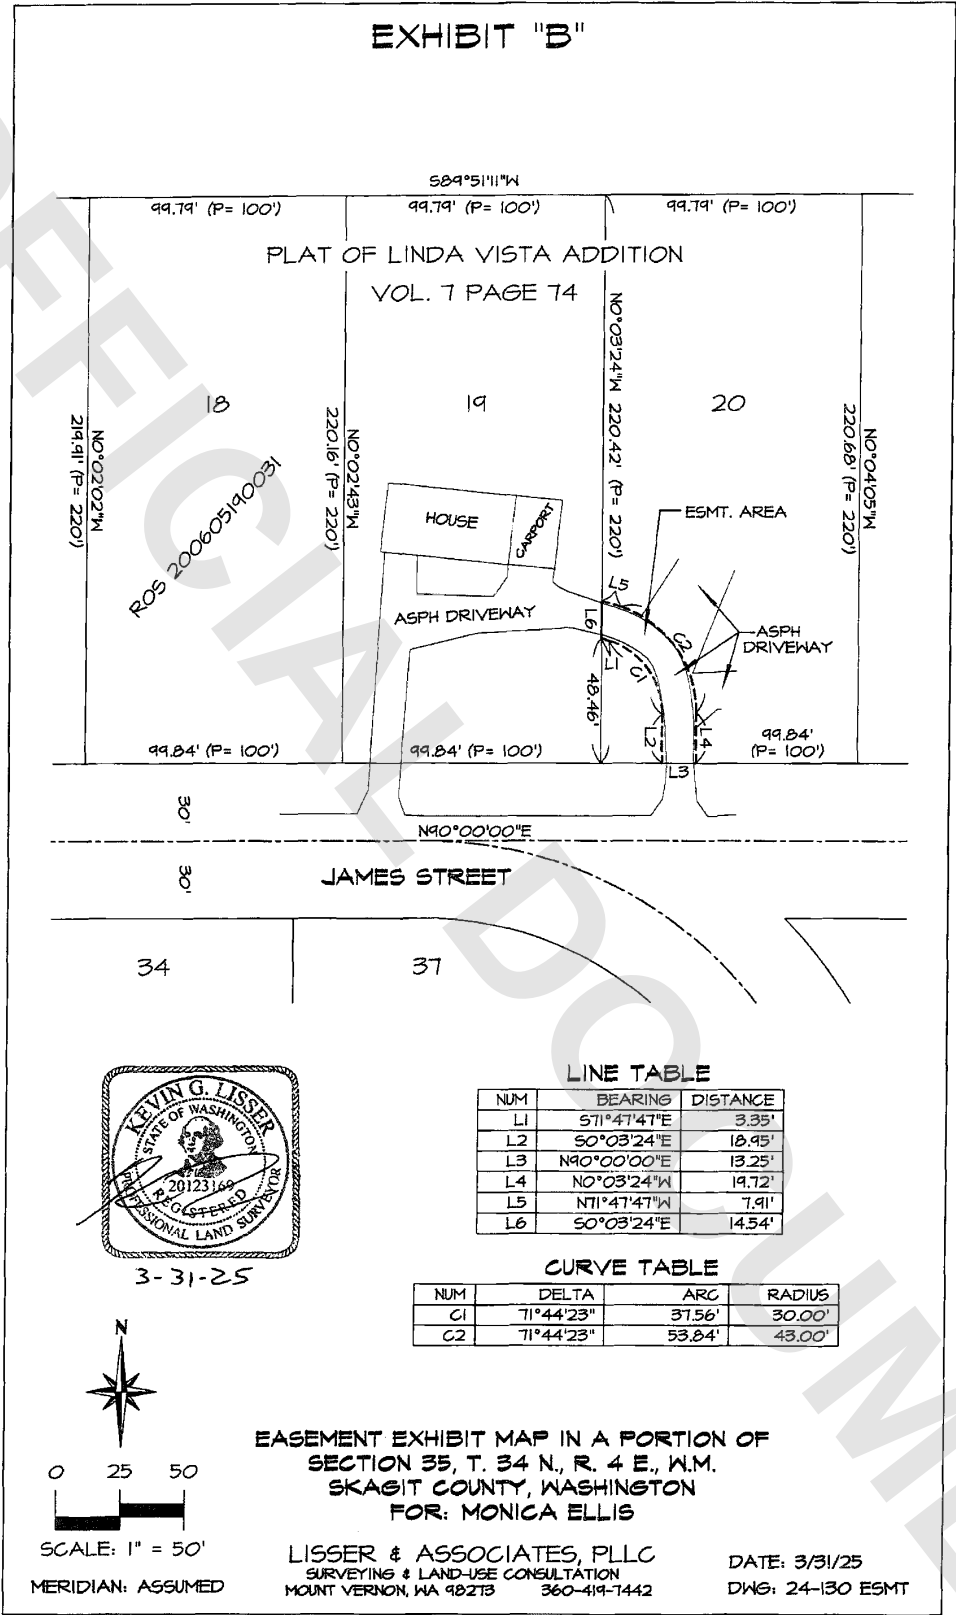 EXHIBIT "B"
S89°51'11"W
99.79' (P= 100')
99.79' (P= 100')
99.79' (P= 100')
PLAT OF LINDA VISTA ADDITION
VOL. 7 PAGE 74
18
19
20
N0°02'02"W
219.91' (P= 220')
N0°02'43"W
220.16' (P= 220')
N0°03'24"W 220.42' (P= 220')
N0°04'05"W
220.68' (P= 220')
ROS 200605190031
HOUSE
CARPORT
ESMT. AREA
ASPH DRIVEWAY
ASPH
DRIVEWAY
L5
L6
L1
C1
C2
48.46'
L2
L4
L3
99.84' (P= 100')
99.84' (P= 100')
99.84'
(P= 100')
30'
N90°00'00"E
30'
JAMES STREET
34
37
KEVIN G. LISSER
STATE OF WASHINGTON
20123169
REGISTERED
PROFESSIONAL LAND SURVEYOR
3-31-25
LINE TABLE
NUM BEARING DISTANCE
L1 S71°47'47"E 3.35'
L2 S0°03'24"E 18.95'
L3 N90°00'00"E 13.25'
L4 N0°03'24"W 19.72'
L5 N71°47'47"W 7.91'
L6 S0°03'24"E 14.54'
CURVE TABLE
NUM DELTA ARC RADIUS
C1 71°44'23" 37.56' 30.00'
C2 71°44'23" 53.84' 43.00'
N
0 25 50
SCALE: 1" = 50'
MERIDIAN: ASSUMED
EASEMENT EXHIBIT MAP IN A PORTION OF
SECTION 35, T. 34 N., R. 4 E., W.M.
SKAGIT COUNTY, WASHINGTON
FOR: MONICA ELLIS
LISSER & ASSOCIATES, PLLC
SURVEYING & LAND-USE CONSULTATION
MOUNT VERNON, WA 98273 360-419-7442
DATE: 3/31/25
DWG: 24-130 ESMT